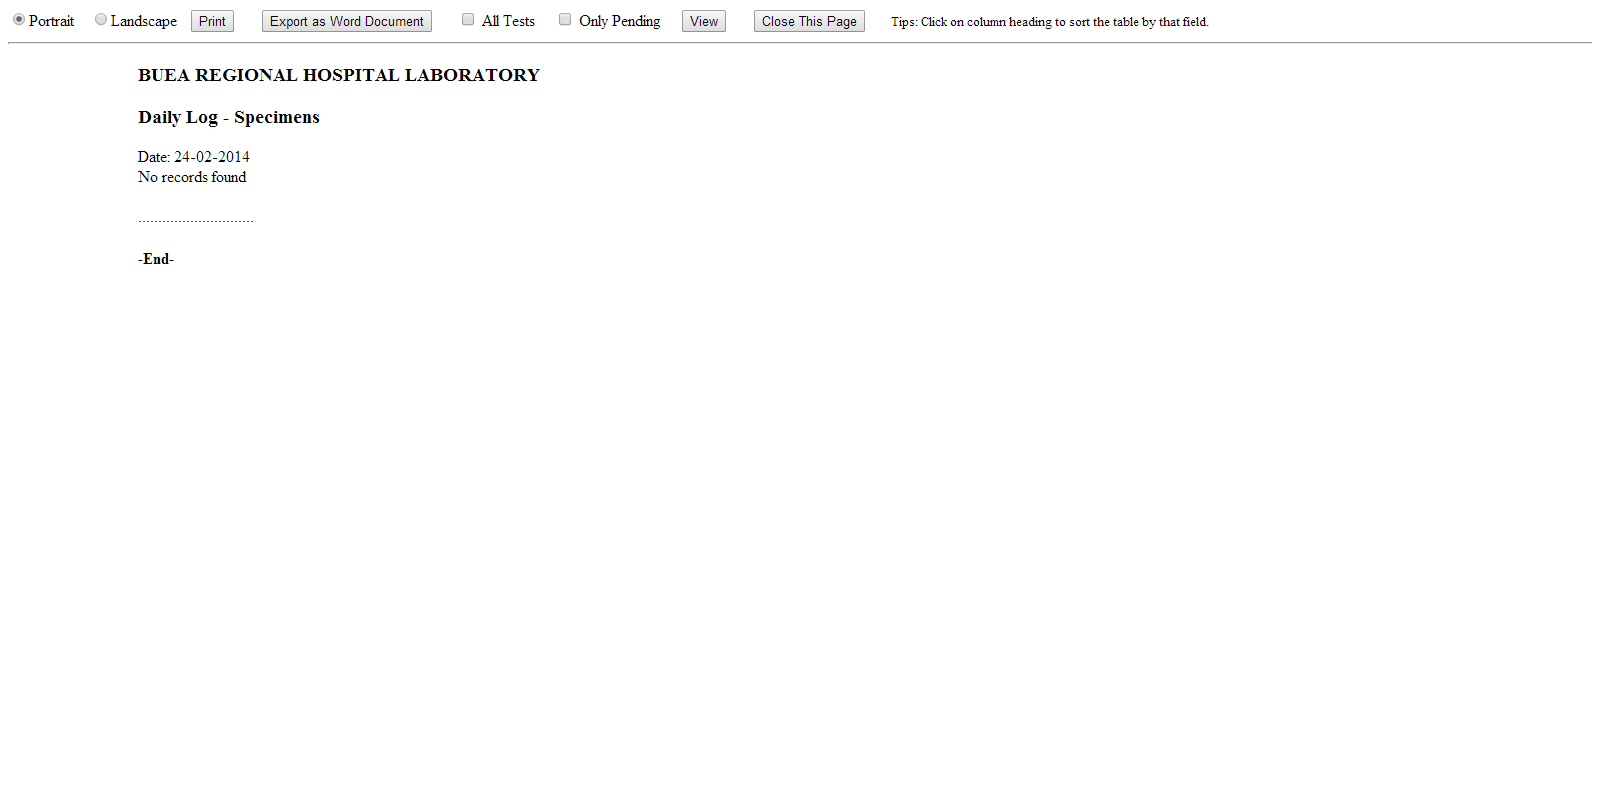 Portrait Landscape Print Export as Word Document All Tests Only Pending View Close This Page Tips: Click on column heading to sort the table by that field.
BUEA REGIONAL HOSPITAL LABORATORY
Daily Log - Specimens
Date: 24-02-2014
No records found
.............................
-End-